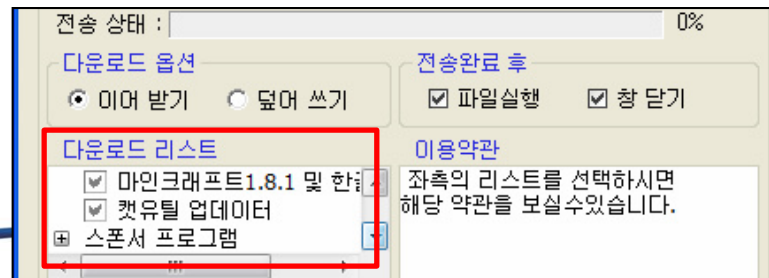 전송 상태 : 0%
다운로드 옵션
이어 받기 덮어 쓰기
전송완료 후
파일실행 창 닫기
다운로드 리스트
마인크래프트1.8.1 및
캣유틸 업데이터
스폰서 프로그램
이용약관
좌측의 리스트를 선택하시면
해당 약관을 보실수있습니다.